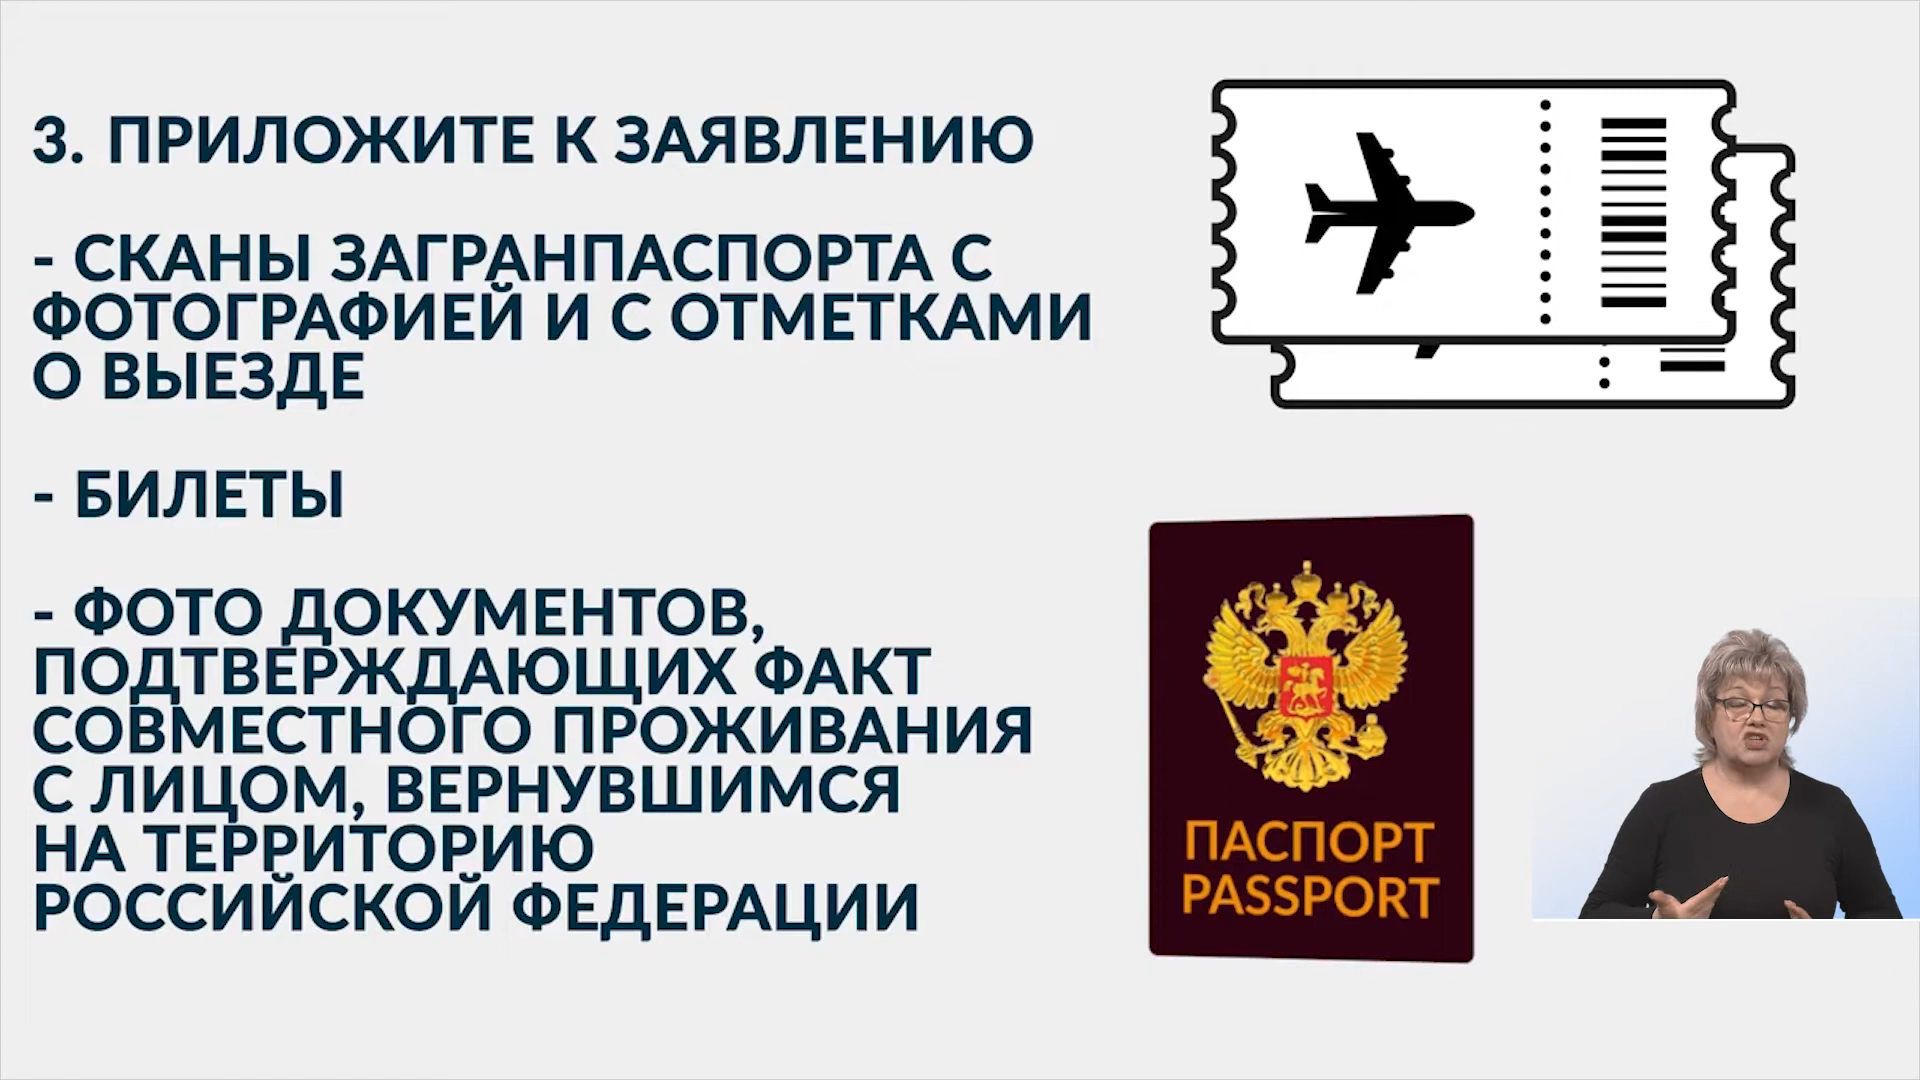 3. ПРИЛОЖИТЕ К ЗАЯВЛЕНИЮ
- СКАНЫ ЗАГРАНПАСПОРТА С
ФОТОГРАФИЕЙ И С ОТМЕТКАМИ
О ВЫЕЗДЕ
- БИЛЕТЫ
- ФОТО ДОКУМЕНТОВ,
ПОДТВЕРЖДАЮЩИХ ФАКТ
СОВМЕСТНОГО ПРОЖИВАНИЯ
С ЛИЦОМ, ВЕРНУВШИМСЯ
НА ТЕРРИТОРИЮ
РОССИЙСКОЙ ФЕДЕРАЦИИ
ПАСПОРТ
PASSPORT